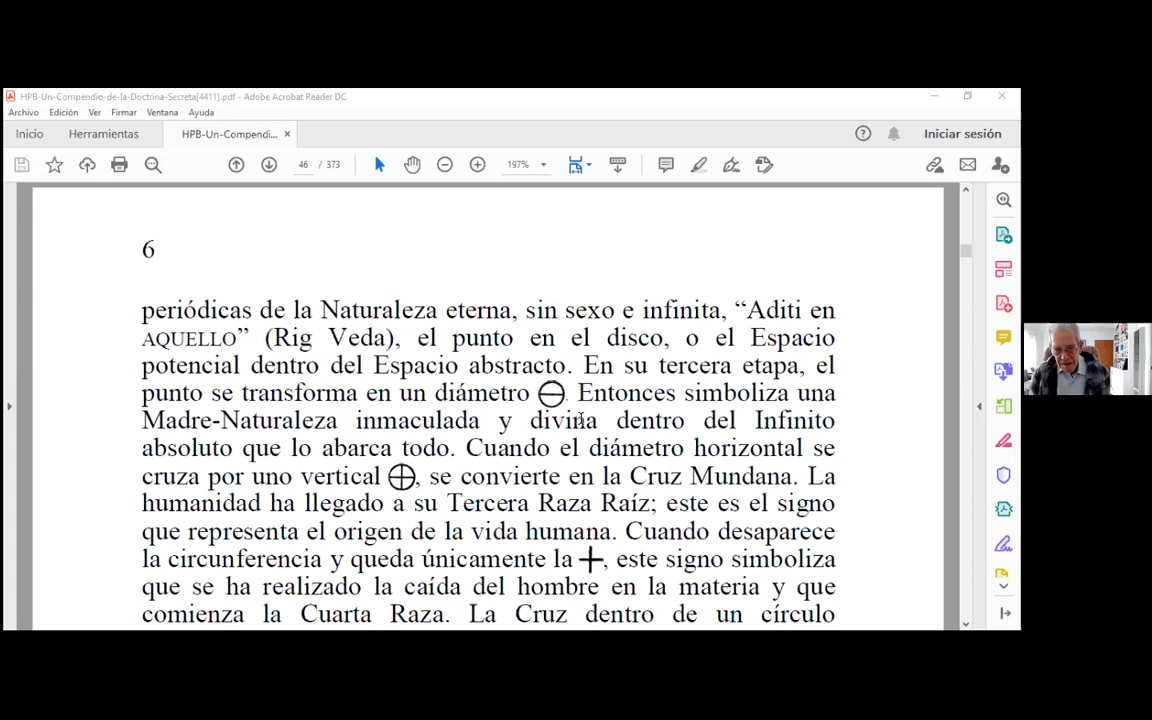 HPB-Un-Compendio-de-la-Doctrina-Secreta[4411].pdf - Adobe Acrobat Reader DC
Archivo Edición Ver Firmar Ventana Ayuda
Inicio Herramientas HPB-Un-Compendi... × Iniciar sesión
46 / 373 197%
6
periódicas de la Naturaleza eterna, sin sexo e infinita, “Aditi en
AQUELLO” (Rig Veda), el punto en el disco, o el Espacio
potencial dentro del Espacio abstracto. En su tercera etapa, el
punto se transforma en un diámetro ⊖. Entonces simboliza una
Madre-Naturaleza inmaculada y divina dentro del Infinito
absoluto que lo abarca todo. Cuando el diámetro horizontal se
cruza por uno vertical ⊕, se convierte en la Cruz Mundana. La
humanidad ha llegado a su Tercera Raza Raíz; este es el signo
que representa el origen de la vida humana. Cuando desaparece
la circunferencia y queda únicamente la +, este signo simboliza
que se ha realizado la caída del hombre en la materia y que
comienza la Cuarta Raza. La Cruz dentro de un círculo